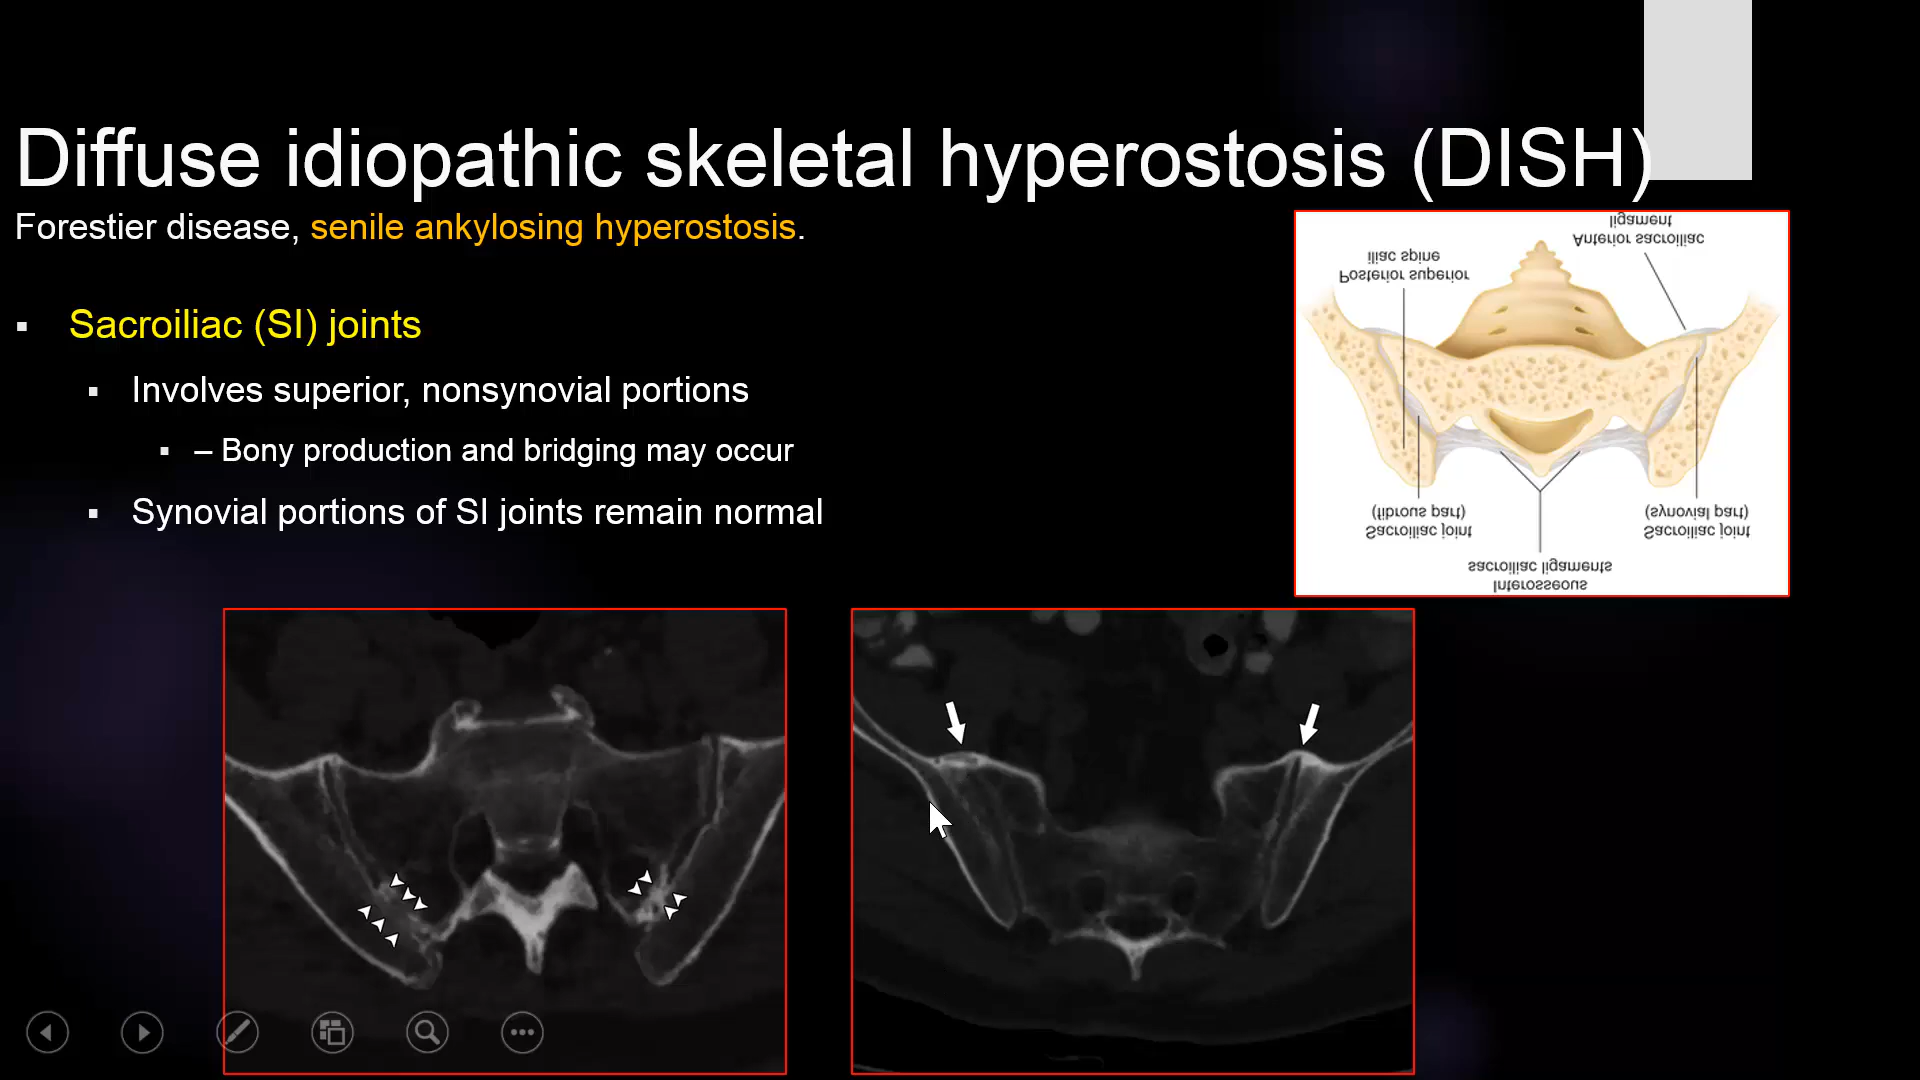 Diffuse idiopathic skeletal hyperostosis (DISH)
Forestier disease, senile ankylosing hyperostosis.
Sacroiliac (SI) joints
Involves superior, nonsynovial portions
– Bony production and bridging may occur
Synovial portions of SI joints remain normal
ligament
Anterior sacroiliac
iliac spine
Posterior superior
(fibrous part)
Sacroiliac joint
(synovial part)
Sacroiliac joint
sacroiliac ligaments
Interosseous